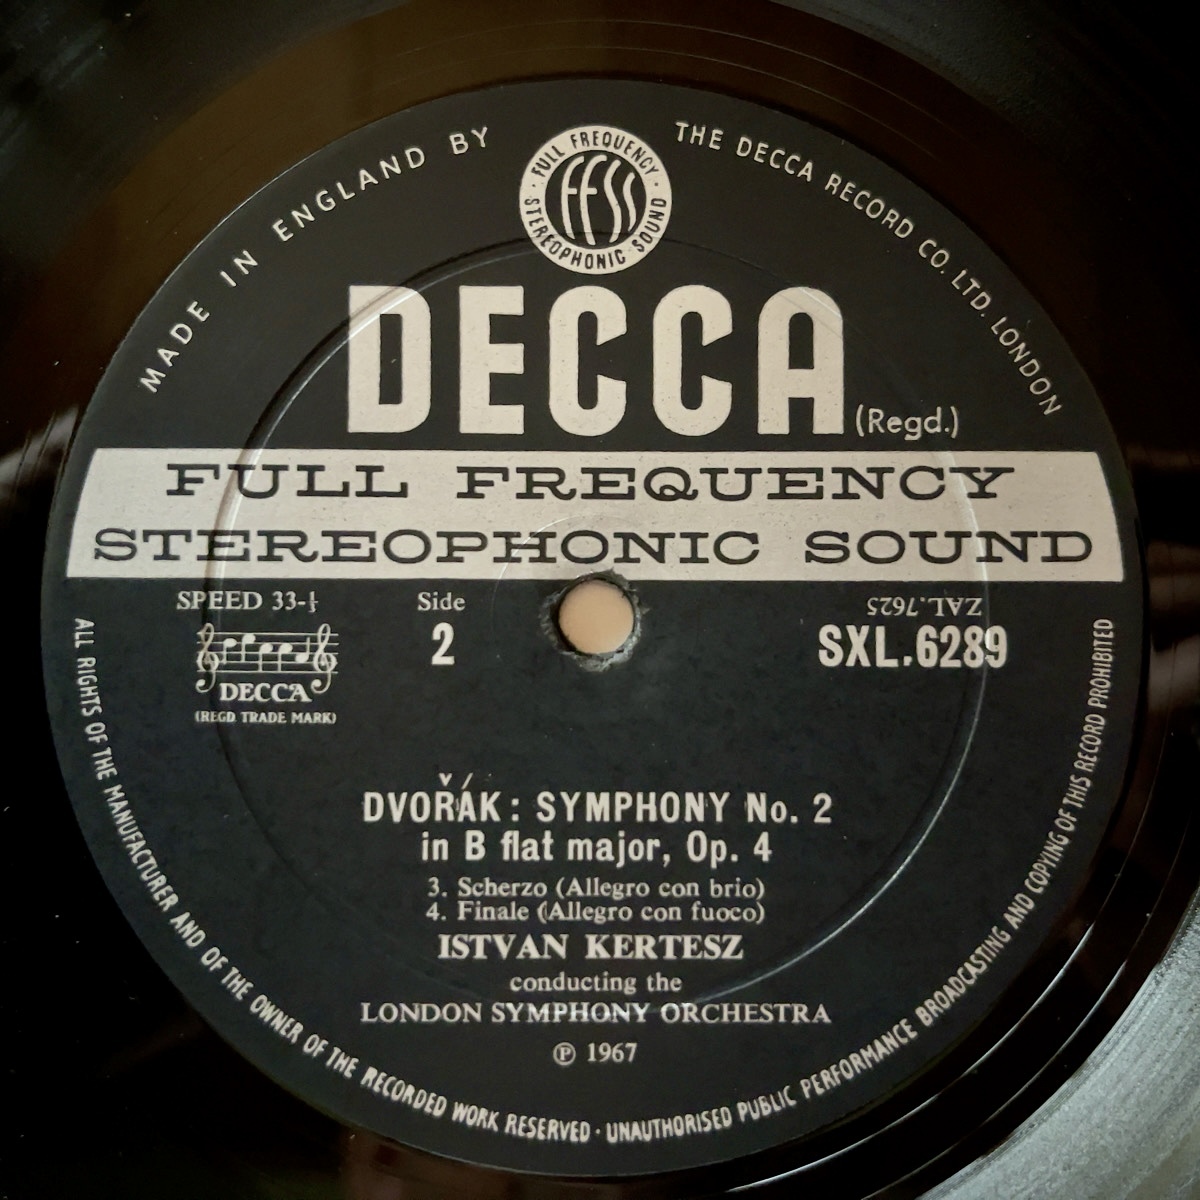 MADE IN ENGLAND BY
THE DECCA RECORD CO. LTD. LONDON
FULL FREQUENCY · STEREOPHONIC · SOUND ·
FFSS
DECCA
(Regd.)
FULL FREQUENCY
STEREOPHONIC SOUND
SPEED 33-⅓
Side
2
ZAL.7625
SXL.6289
DECCA
(REGD. TRADE MARK)
DVOŘÁK: SYMPHONY No. 2
in B flat major, Op. 4
3. Scherzo (Allegro con brio)
4. Finale (Allegro con fuoco)
ISTVAN KERTESZ
conducting the
LONDON SYMPHONY ORCHESTRA
℗ 1967
ALL RIGHTS OF THE MANUFACTURER AND OF THE OWNER OF THE RECORDED WORK RESERVED · UNAUTHORISED PUBLIC PERFORMANCE BROADCASTING AND COPYING OF THIS RECORD PROHIBITED